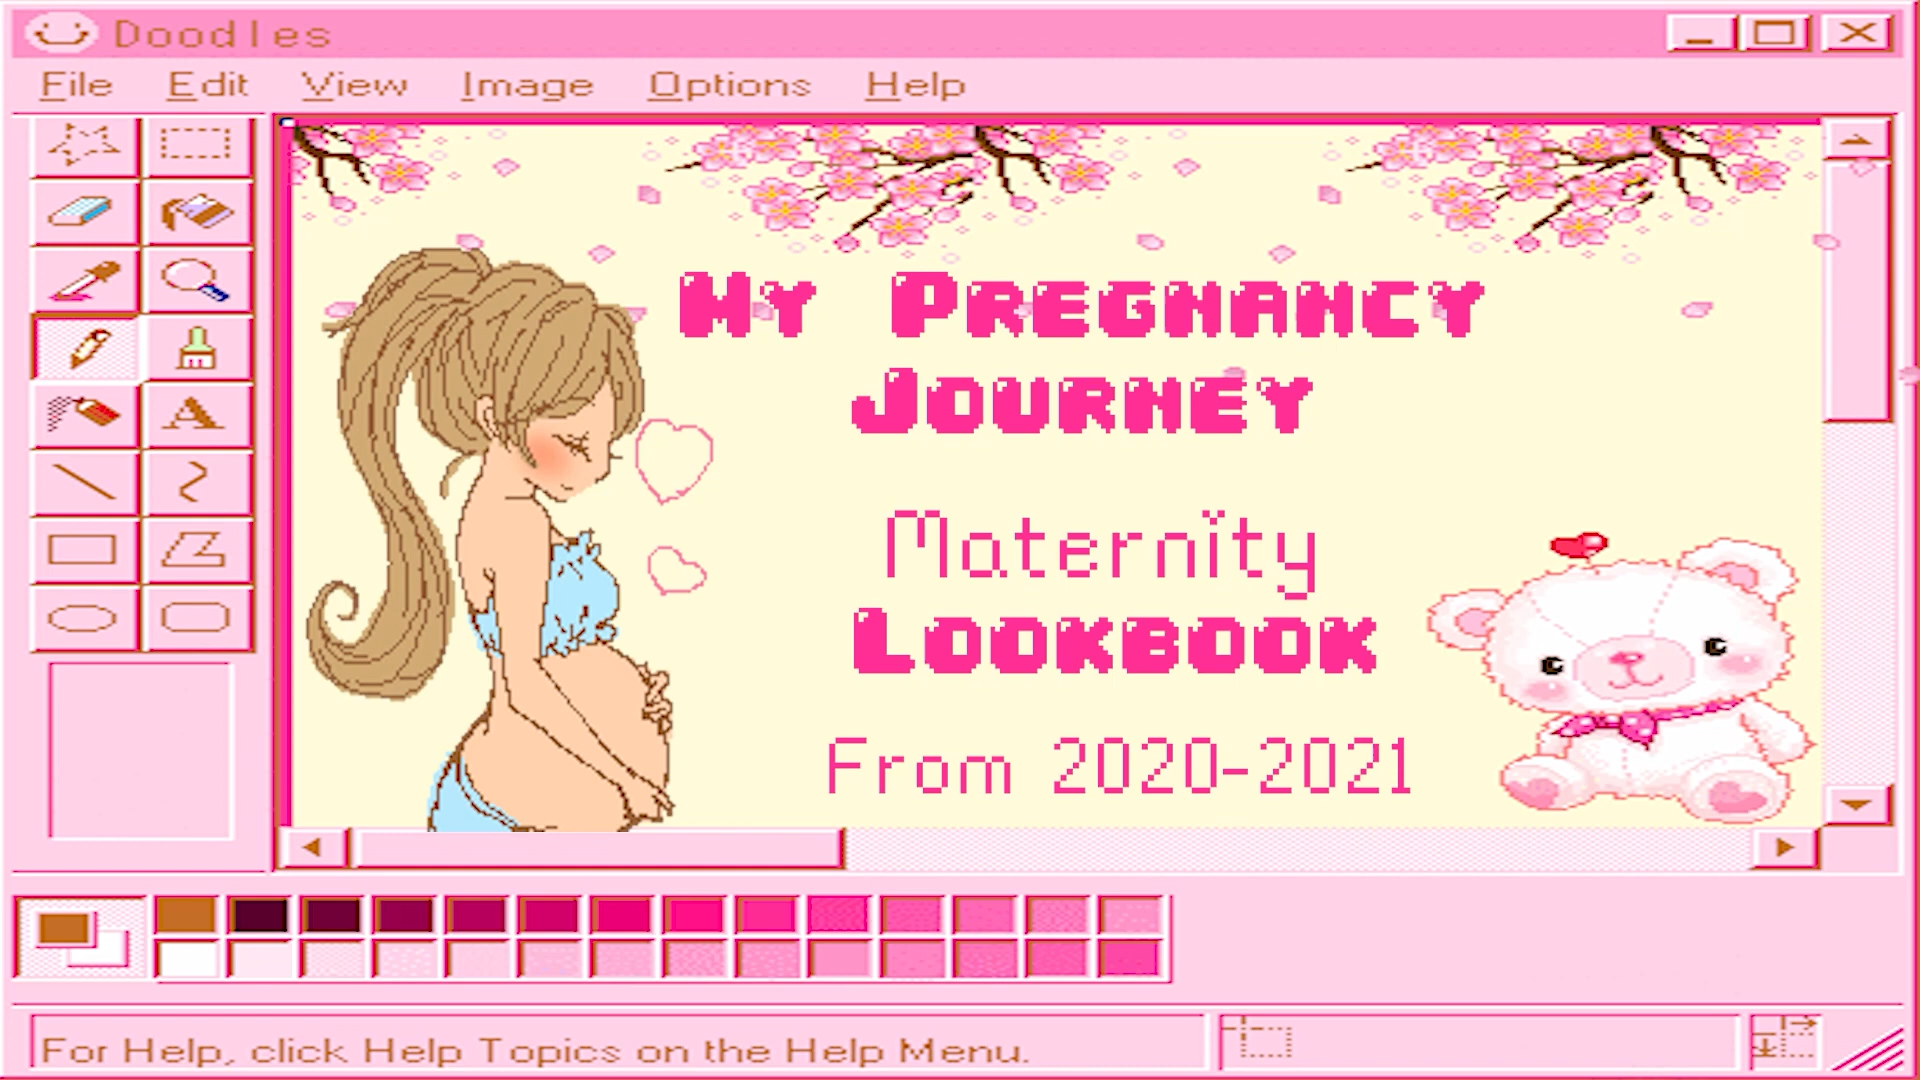 Doodles
File Edit View Image Options Help
A
My Pregnancy
Journey
Maternity
Lookbook
From 2020-2021
For Help, click Help Topics on the Help Menu.